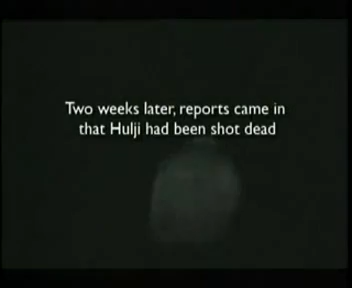 Two weeks later, reports came in
that Hulji had been shot dead